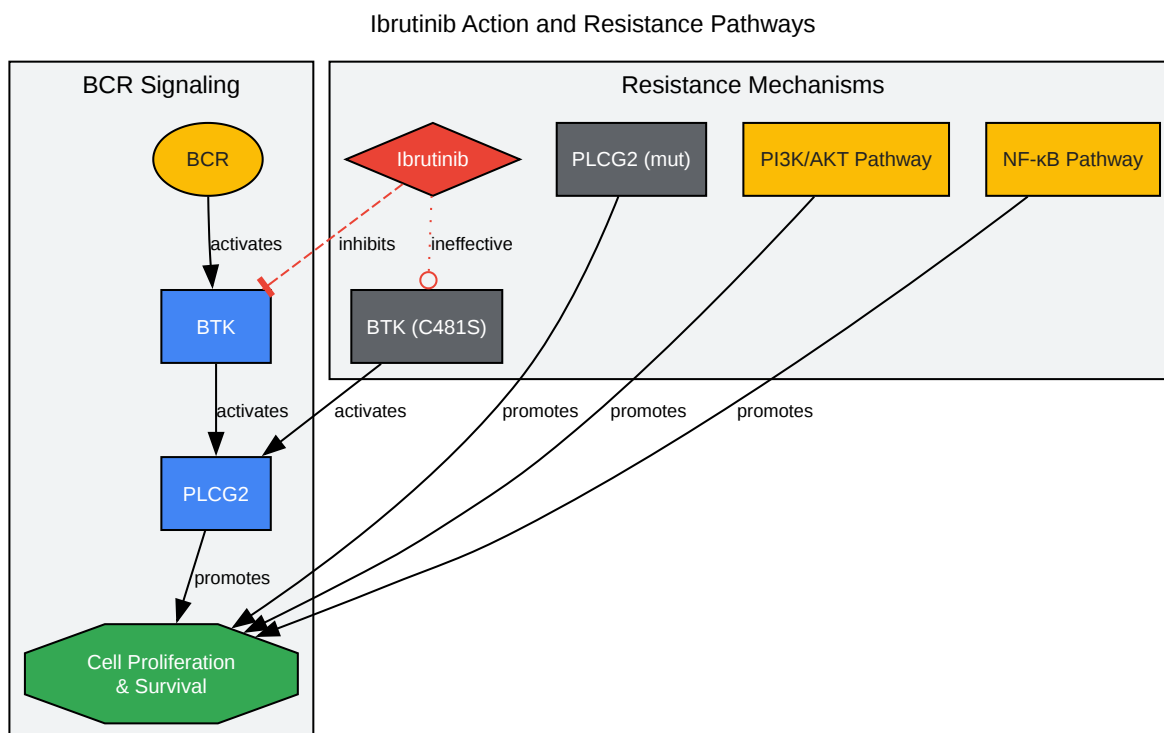 Ibrutinib Action and Resistance Pathways
BCR Signaling
Resistance Mechanisms
BCR
Ibrutinib
PLCG2 (mut)
PI3K/AKT Pathway
NF-κB Pathway
activates
inhibits
ineffective
BTK
BTK (C481S)
activates
activates
promotes
promotes
promotes
PLCG2
promotes
Cell Proliferation
& Survival